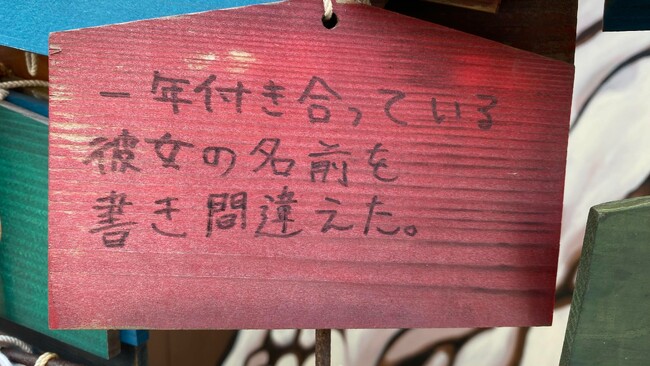 一年付き合っている
彼女の名前を
書き間違えた。